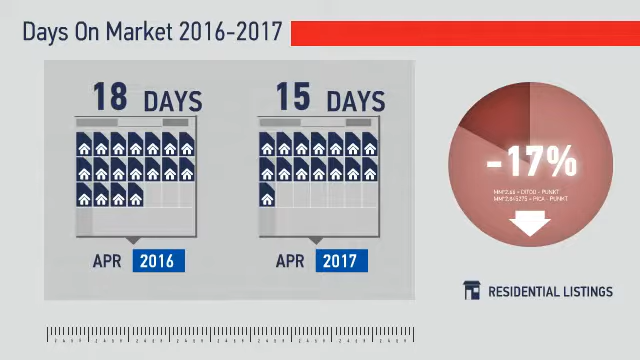 Days On Market 2016-2017
18 DAYS
15 DAYS
-17%
APR 2016
APR 2017
RESIDENTIAL LISTINGS